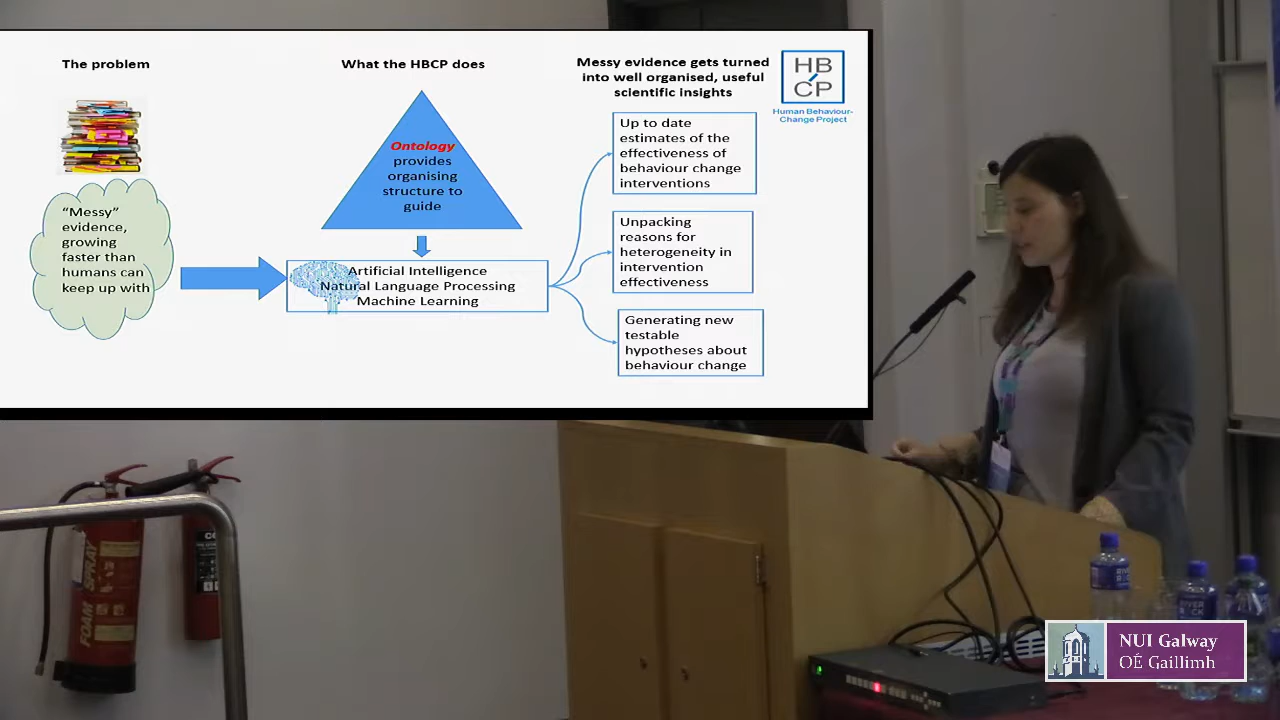 The problem
"Messy"
evidence,
growing
faster than
humans can
keep up with
What the HBCP does
Ontology
provides
organising
structure to
guide
Artificial Intelligence
Natural Language Processing
Machine Learning
Messy evidence gets turned
into well organised, useful
scientific insights
Up to date
estimates of the
effectiveness of
behaviour change
interventions
Unpacking
reasons for
heterogeneity in
intervention
effectiveness
Generating new
testable
hypotheses about
behaviour change
HB
CP
Human Behaviour-
Change Project
FOAM SPRAY
NUI Galway
OÉ Gaillimh